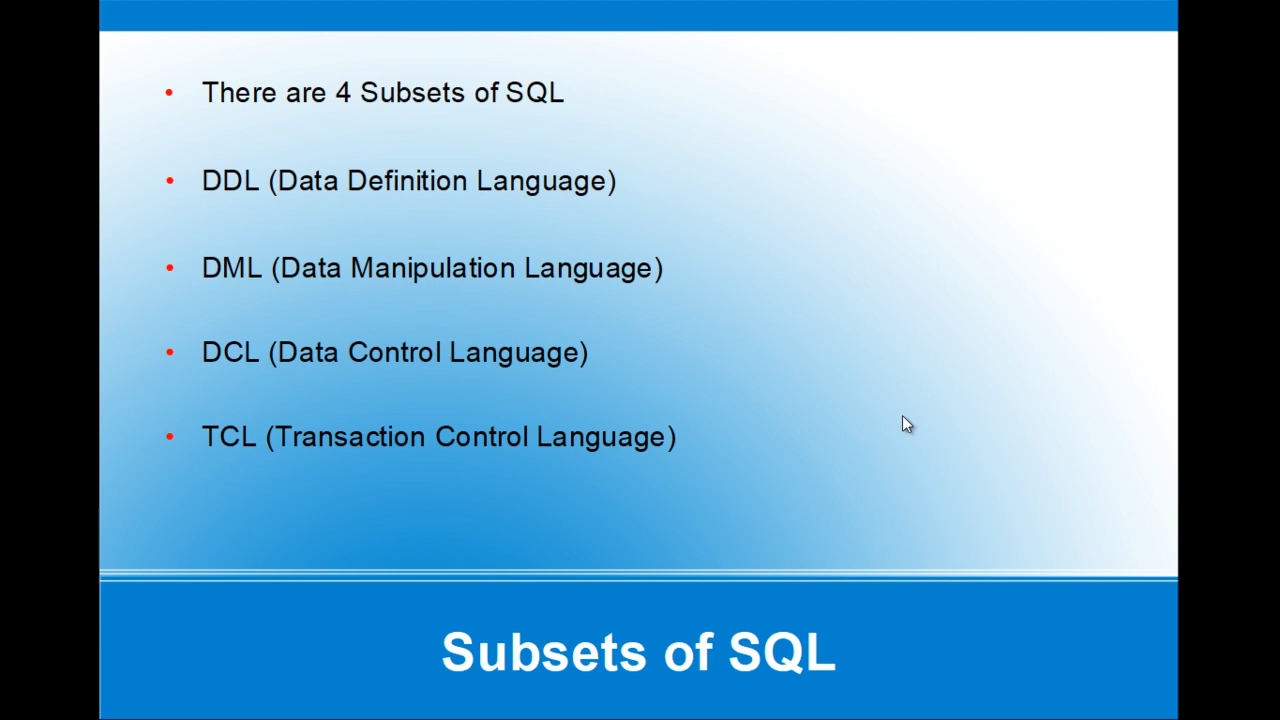 • There are 4 Subsets of SQL
• DDL (Data Definition Language)
• DML (Data Manipulation Language)
• DCL (Data Control Language)
• TCL (Transaction Control Language)
Subsets of SQL